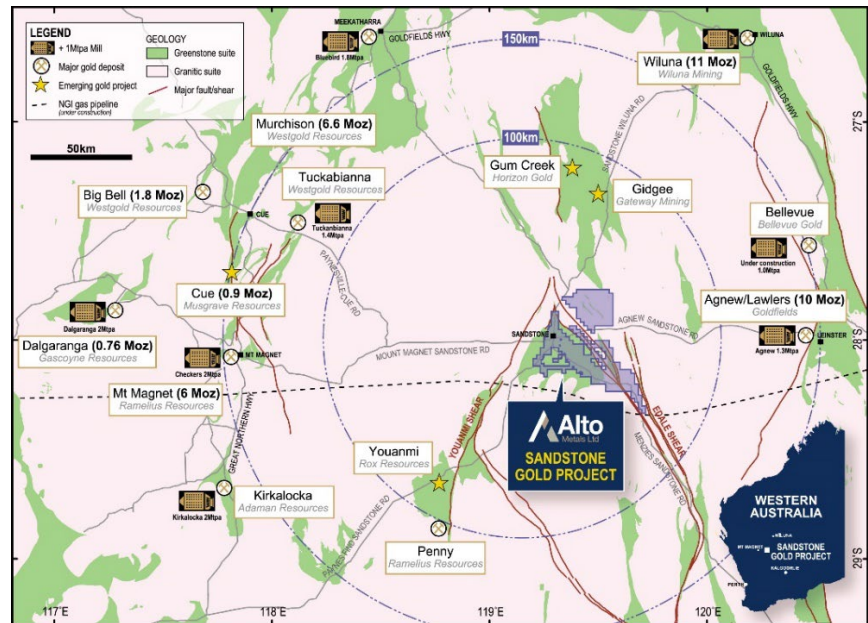 LEGEND
+ 1Mtpa Mill
Major gold deposit
Emerging gold project
NGI gas pipeline
(under construction)
GEOLOGY
Greenstone suite
Granitic suite
Major fault/shear
50km
MEEKATHARRA
Bluebird 1.8Mtpa
GOLDFIELDS HWY
150km
WILUNA
Wiluna (11 Moz)
Wiluna Mining
GOLDFIELDS HWY
27°S
Murchison (6.6 Moz)
Westgold Resources
100km
SANDSTONE WILUNA RD
Gum Creek
Horizon Gold
Gidgee
Gateway Mining
Tuckabianna
Westgold Resources
Big Bell (1.8 Moz)
Westgold Resources
CUE
Tuckanbianna
1.4Mtpa
PAYNESVILLE-CUE RD
Bellevue
Bellevue Gold
Under construction
1.0Mtpa
Cue (0.9 Moz)
Musgrave Resources
Agnew/Lawlers (10 Moz)
Goldfields
Dalgaranga 2Mtpa
Dalgaranga (0.76 Moz)
Gascoyne Resources
SANDSTONE
AGNEW SANDSTONE RD
Agnew 1.3Mtpa
LEINSTER
28°S
Checkers 2Mtpa
MT MAGNET
MOUNT MAGNET SANDSTONE RD
Mt Magnet (6 Moz)
Ramelius Resources
GREAT NORTHERN HWY
Alto
Metals Ltd
SANDSTONE
GOLD PROJECT
YOUANMI SHEAR
EDALE SHEAR
MENZIES SANDSTONE RD
Youanmi
Rox Resources
Kirkalocka 2Mtpa
Kirkalocka
Adaman Resources
PAYNES FIND SANDSTONE RD
Penny
Ramelius Resources
WESTERN
AUSTRALIA
WILUNA
MT MAGNET
SANDSTONE
GOLD PROJECT
KALGOORLIE
PERTH
29°S
117°E
118°E
119°E
120°E